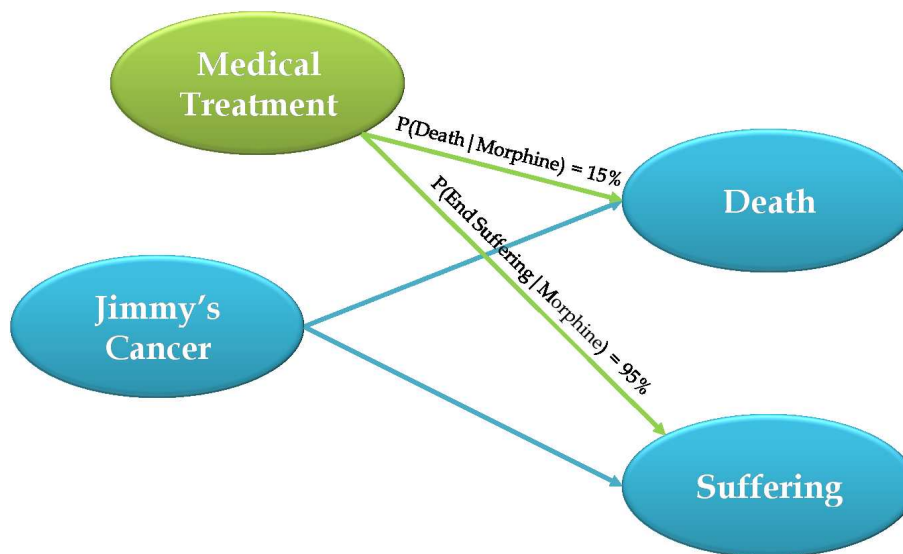 Medical
Treatment
P(Death | Morphine) = 15%
Death
P(End Suffering | Morphine) = 95%
Jimmy's
Cancer
Suffering